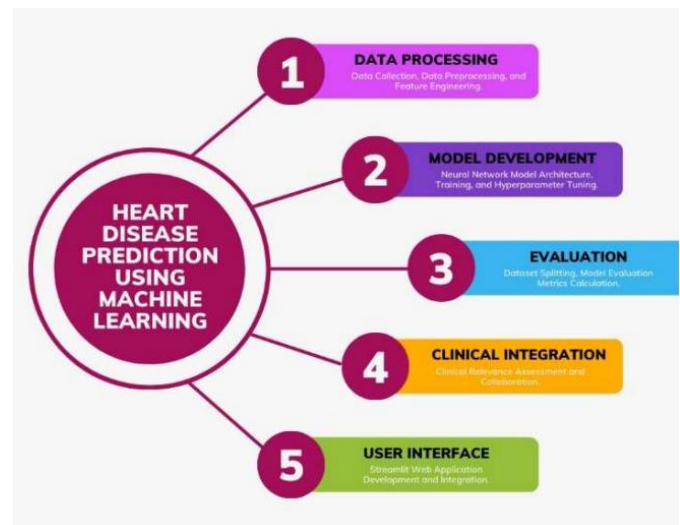 HEART
DISEASE
PREDICTION
USING
MACHINE
LEARNING
1
DATA PROCESSING
Data Collection, Data Preprocessing, and
Feature Engineering.
2
MODEL DEVELOPMENT
Neural Network Model Architecture,
Training, and Hyperparameter Tuning.
3
EVALUATION
Dataset Splitting, Model Evaluation
Metrics Calculation.
4
CLINICAL INTEGRATION
Clinical Relevance Assessment and
Collaboration.
5
USER INTERFACE
Streamlit Web Application
Development and Integration.